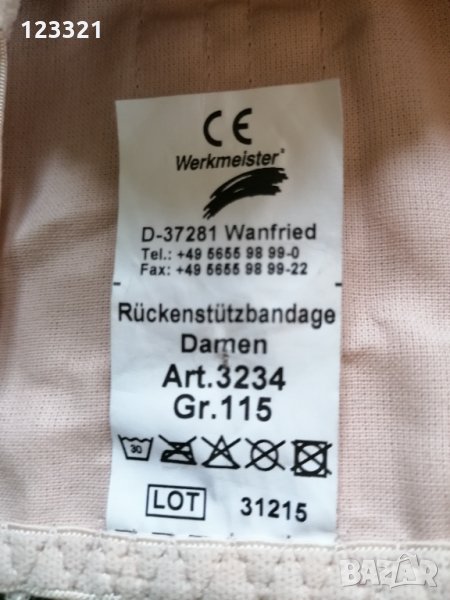 123321
CE
Werkmeister®
D-37281 Wanfried
Tel.: +49 5655 98 99-0
Fax: +49 5655 98 99-22
Rückenstützbandage
Damen
Art.3234
Gr.115
30
LOT 31215
bazar